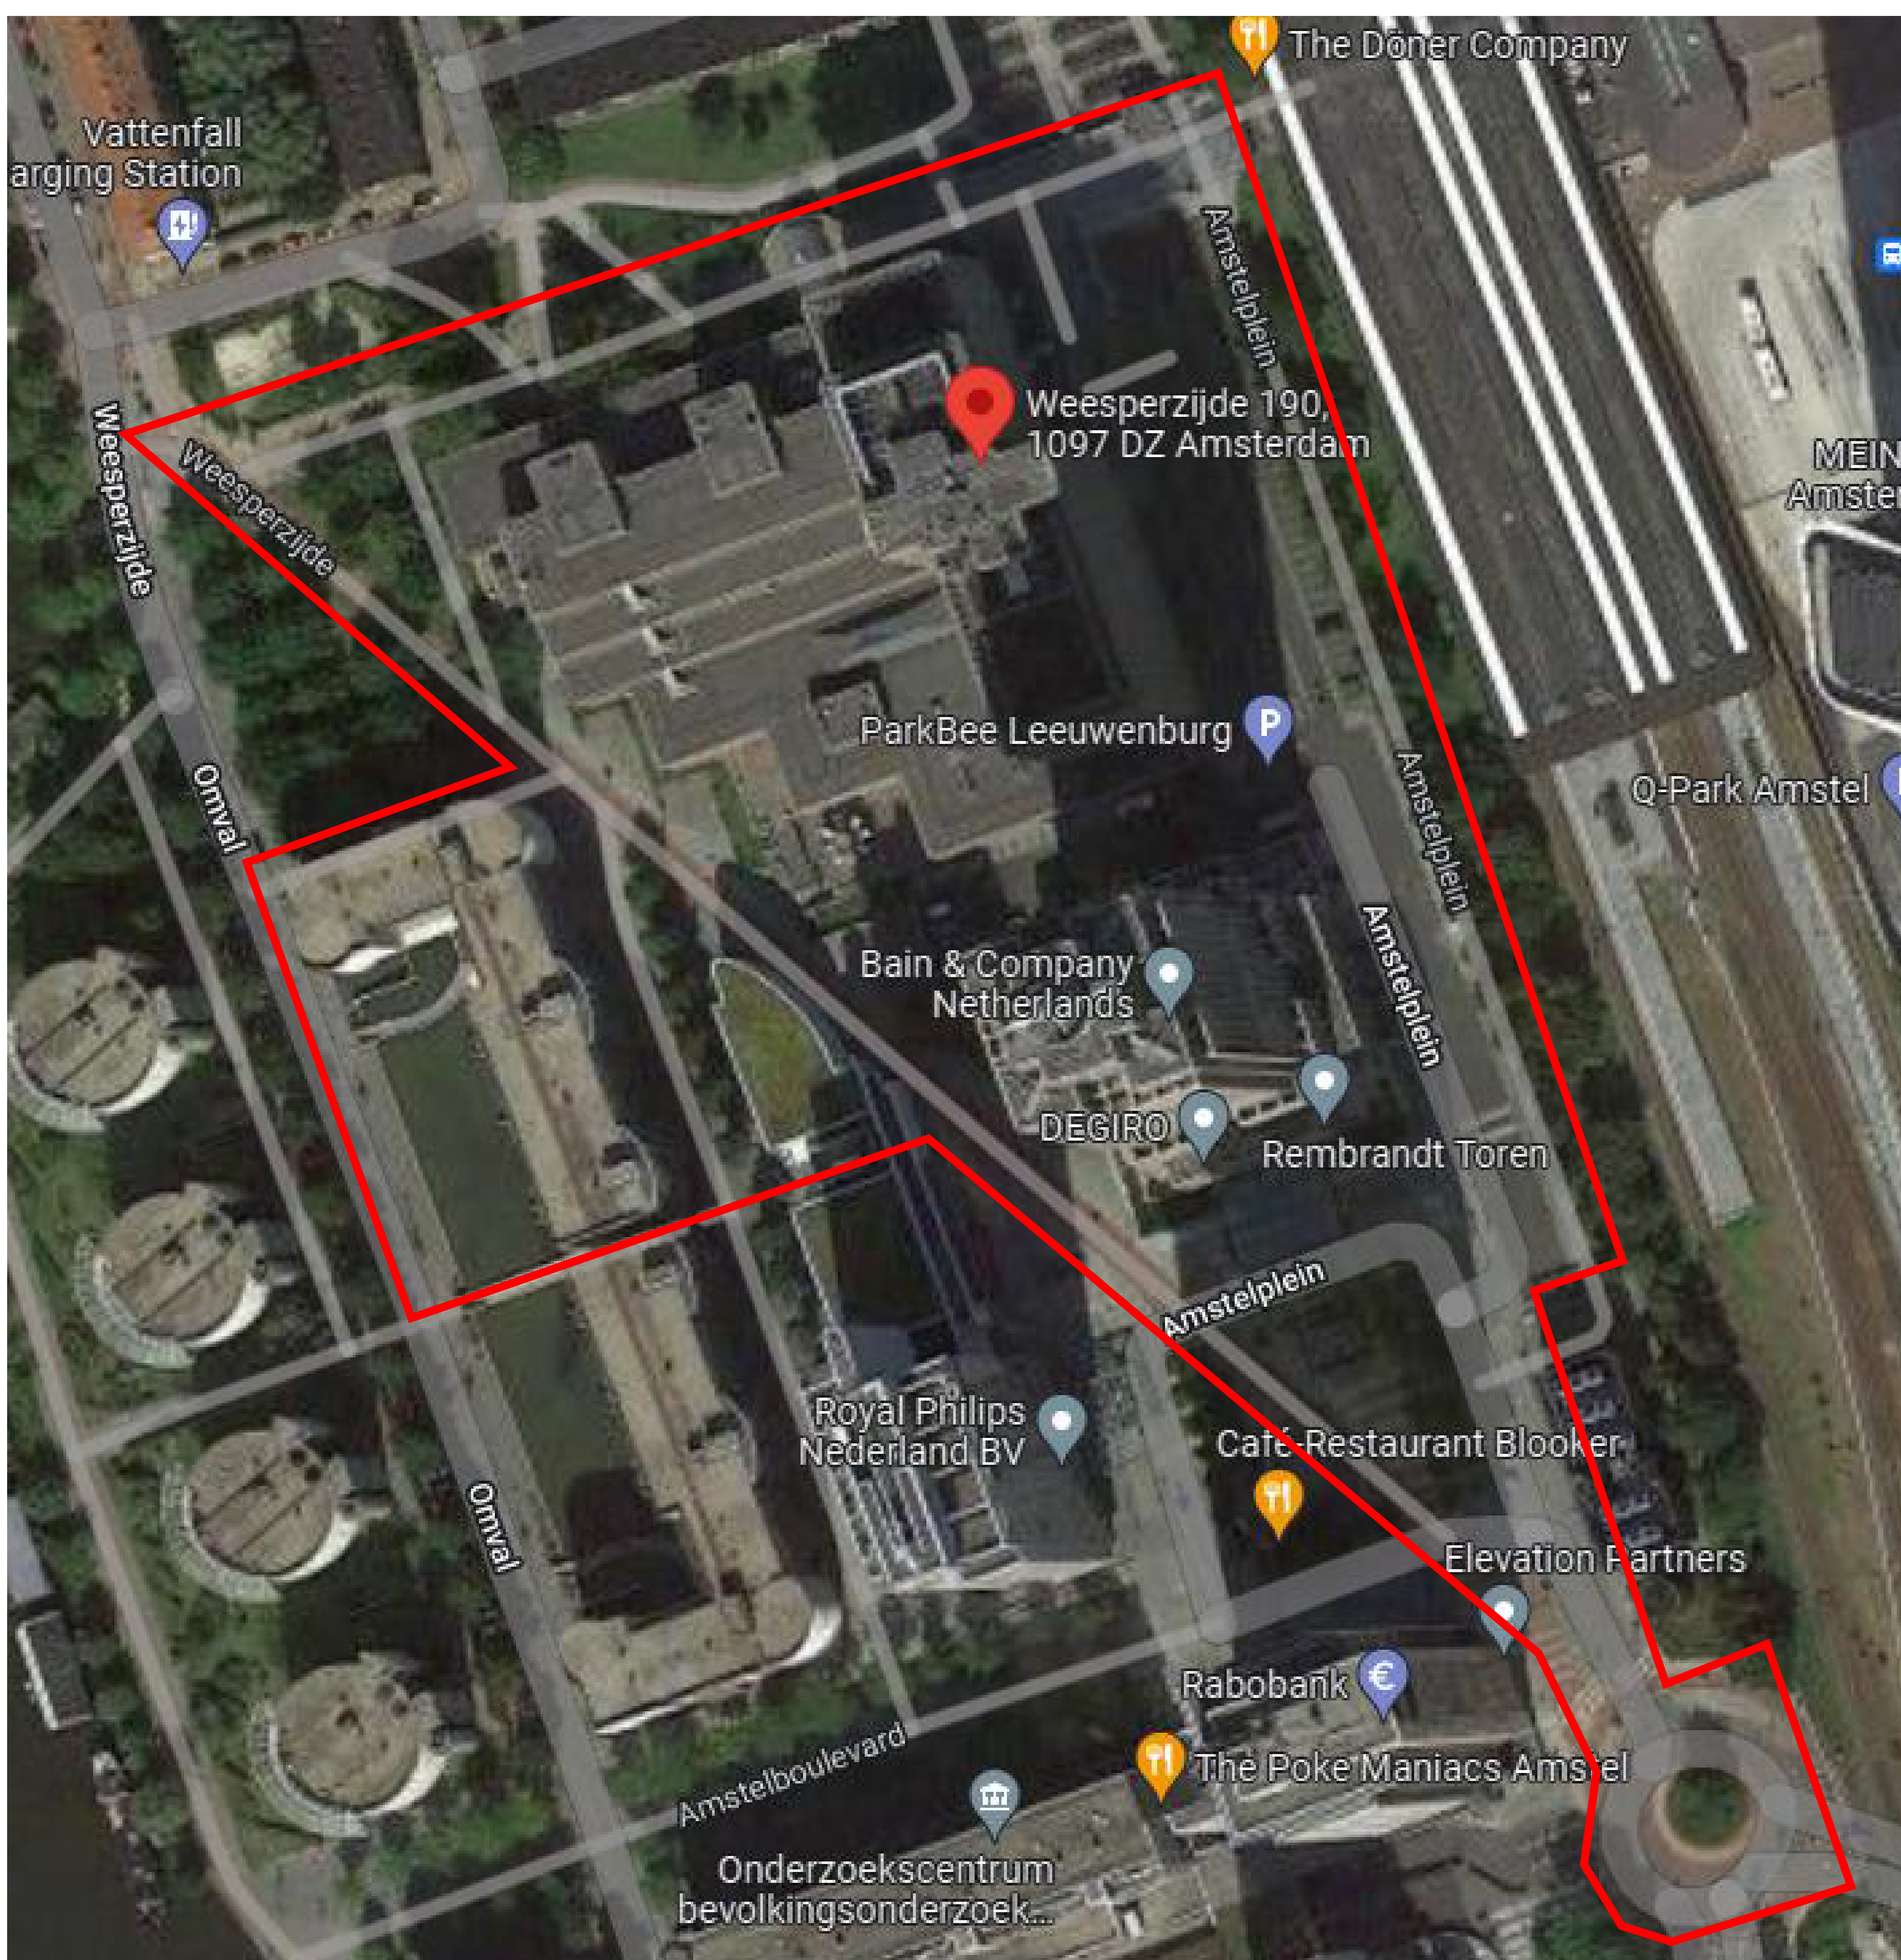 The Döner Company
Vattenfall
arging Station
Amstelplein
Weesperzijde 190,
1097 DZ Amsterdam
Weesperzijde
Weesperzijde
MEIN
Amster
ParkBee Leeuwenburg
P
Q-Park Amstel
Omval
Amstelplein
Amstelplein
Bain & Company
Netherlands
DEGIRO
Rembrandt Toren
Amstelplein
Royal Philips
Nederland BV
Café-Restaurant Blooker
Omval
Elevation Partners
Rabobank
€
The Poke Maniacs Amstel
Amstelboulevard
Onderzoekscentrum
bevolkingsonderzoek...